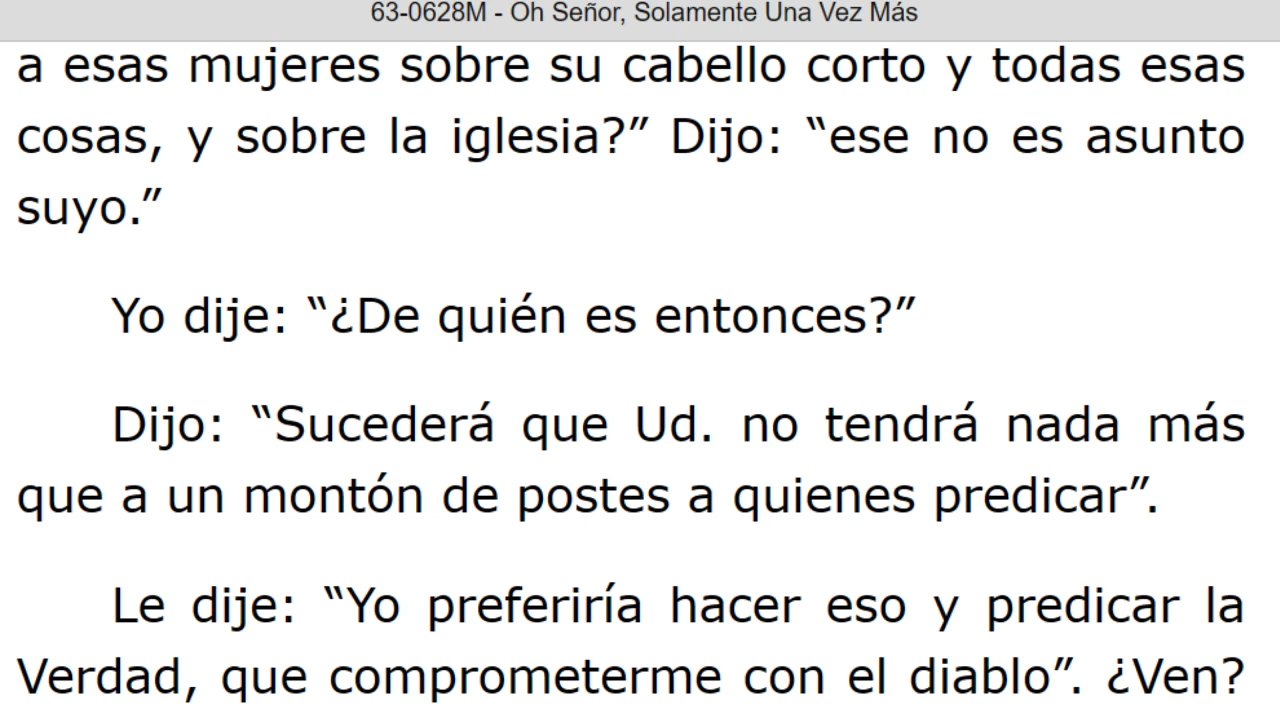 63-0628M - Oh Señor, Solamente Una Vez Más
a esas mujeres sobre su cabello corto y todas esas
cosas, y sobre la iglesia?” Dijo: “ese no es asunto
suyo.”
Yo dije: “¿De quién es entonces?”
Dijo: “Sucederá que Ud. no tendrá nada más
que a un montón de postes a quienes predicar”.
Le dije: “Yo preferiría hacer eso y predicar la
Verdad, que comprometerme con el diablo”. ¿Ven?